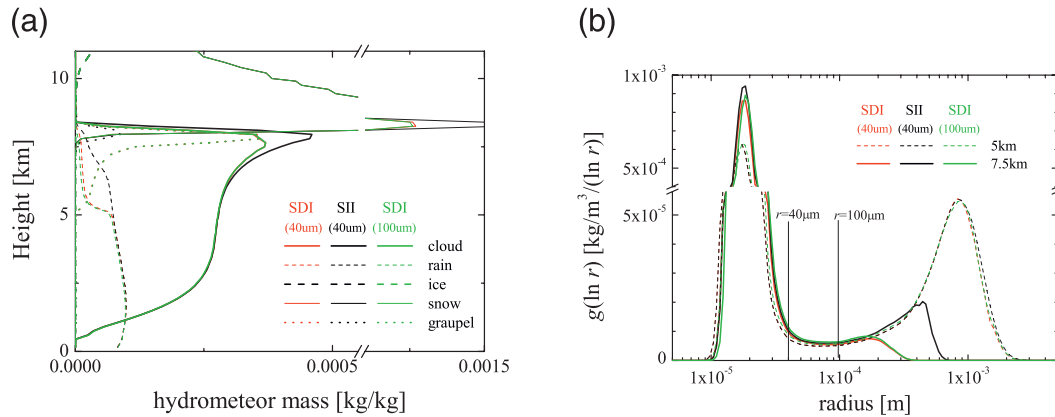 (a)
10
5
0
Height [km]
0.0000
0.0005
0.0015
hydrometeor mass [kg/kg]
SDI SII SDI
(40um) (40um) (100um)
cloud
rain
ice
snow
graupel
(b)
1x10⁻³
5x10⁻⁴
5x10⁻⁵
0
g(ln r) [kg/m³/(ln r)]
1x10⁻⁵
1x10⁻⁴
1x10⁻³
radius [m]
SDI SII SDI
(40um) (40um) (100um)
5km
7.5km
r=40μm
r=100μm